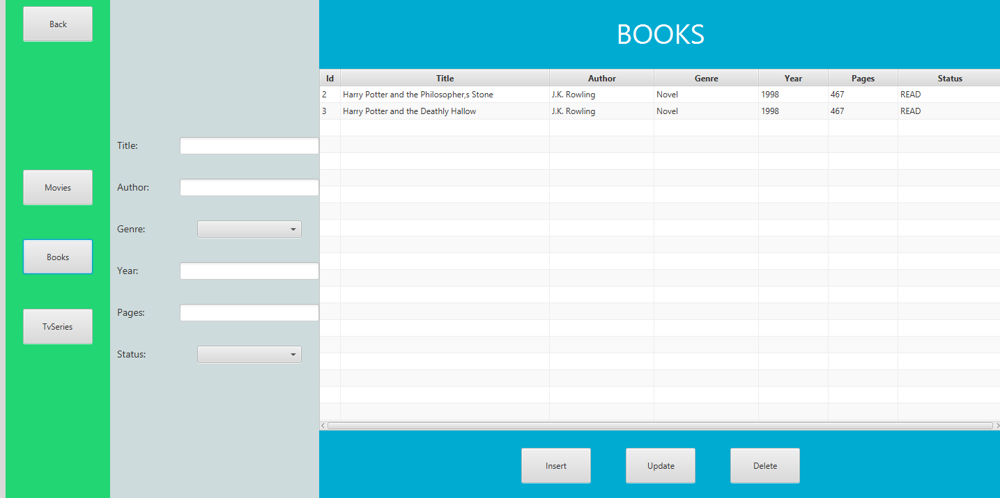 Back
Movies
Books
TvSeries
Title:
Author:
Genre:
Year:
Pages:
Status:
BOOKS
Id Title Author Genre Year Pages Status
2 Harry Potter and the Philosopher,s Stone J.K. Rowling Novel 1998 467 READ
3 Harry Potter and the Deathly Hallow J.K. Rowling Novel 1998 467 READ
Insert Update Delete